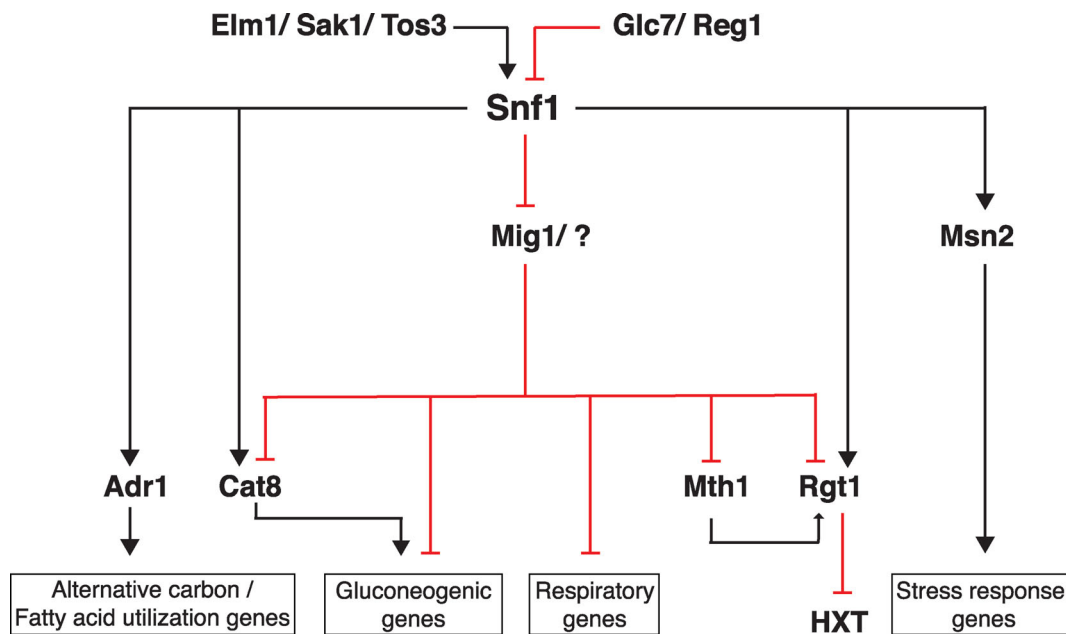 Elm1/ Sak1/ Tos3
Glc7/ Reg1
Snf1
Mig1/ ?
Msn2
Adr1
Cat8
Mth1
Rgt1
Alternative carbon /
Fatty acid utilization genes
Gluconeogenic
genes
Respiratory
genes
HXT
Stress response
genes